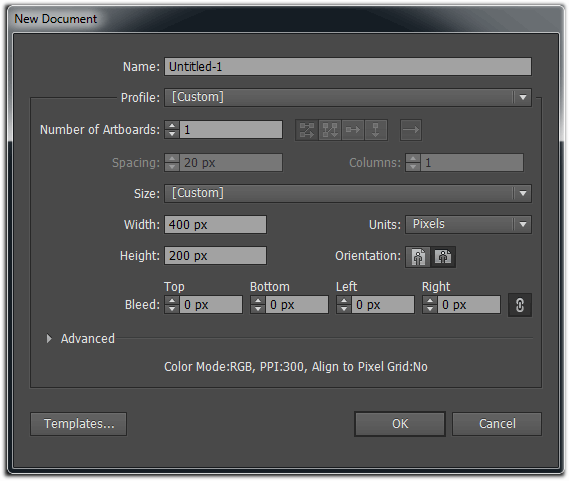 New Document
Name: Untitled-1
Profile: [Custom]
Number of Artboards: 1
Spacing: 20 px Columns: 1
Size: [Custom]
Width: 400 px Units: Pixels
Height: 200 px Orientation:
Top Bottom Left Right
Bleed: 0 px 0 px 0 px 0 px
Advanced
Color Mode:RGB, PPI:300, Align to Pixel Grid:No
Templates... OK Cancel